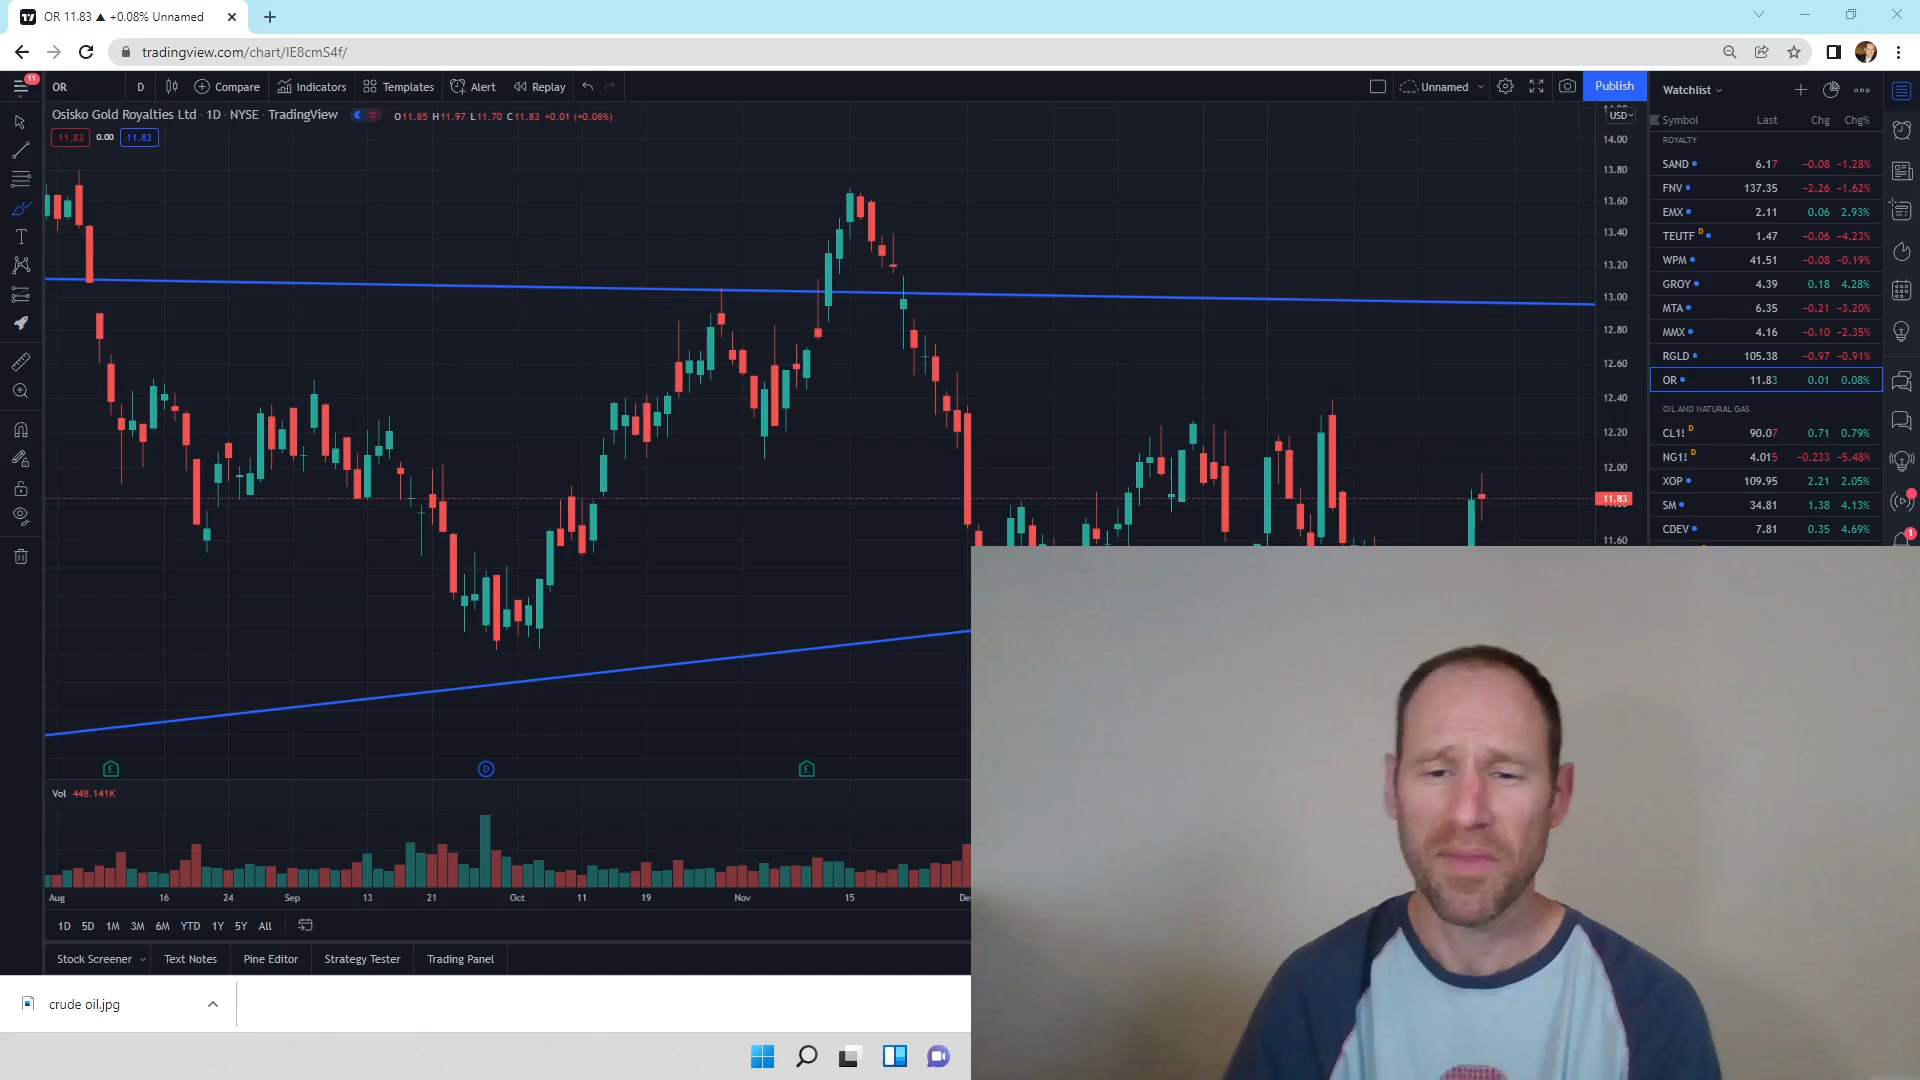 OR 11.83 ▲ +0.08% Unnamed
tradingview.com/chart/IE8cmS4f/
11
OR D Compare Indicators Templates Alert Replay Unnamed Publish
Osisko Gold Royalties Ltd · 1D · NYSE · TradingView O11.85 H11.97 L11.70 C11.83 +0.01 (+0.08%)
11.83 0.00 11.83
USD
14.00
13.80
13.60
13.40
13.20
13.00
12.80
12.60
12.40
12.20
12.00
11.83
11.60
Watchlist
Symbol Last Chg Chg%
ROYALTY
SAND 6.17 −0.08 −1.28%
FNV 137.35 −2.26 −1.62%
EMX 2.11 0.06 2.93%
TEUTF D 1.47 −0.06 −4.23%
WPM 41.51 −0.08 −0.19%
GROY 4.39 0.18 4.28%
MTA 6.35 −0.21 −3.20%
MMX 4.16 −0.10 −2.35%
RGLD 105.38 −0.97 −0.91%
OR 11.83 0.01 0.08%
OIL AND NATURAL GAS
CL1! D 90.07 0.71 0.79%
NG1! D 4.015 −0.233 −5.48%
XOP 109.95 2.21 2.05%
SM 34.81 1.38 4.13%
CDEV 7.81 0.35 4.69%
1
E D E
Vol 448.141K
Aug 16 24 Sep 13 21 Oct 11 19 Nov 15
1D 5D 1M 3M 6M YTD 1Y 5Y All
Stock Screener Text Notes Pine Editor Strategy Tester Trading Panel
crude oil.jpg